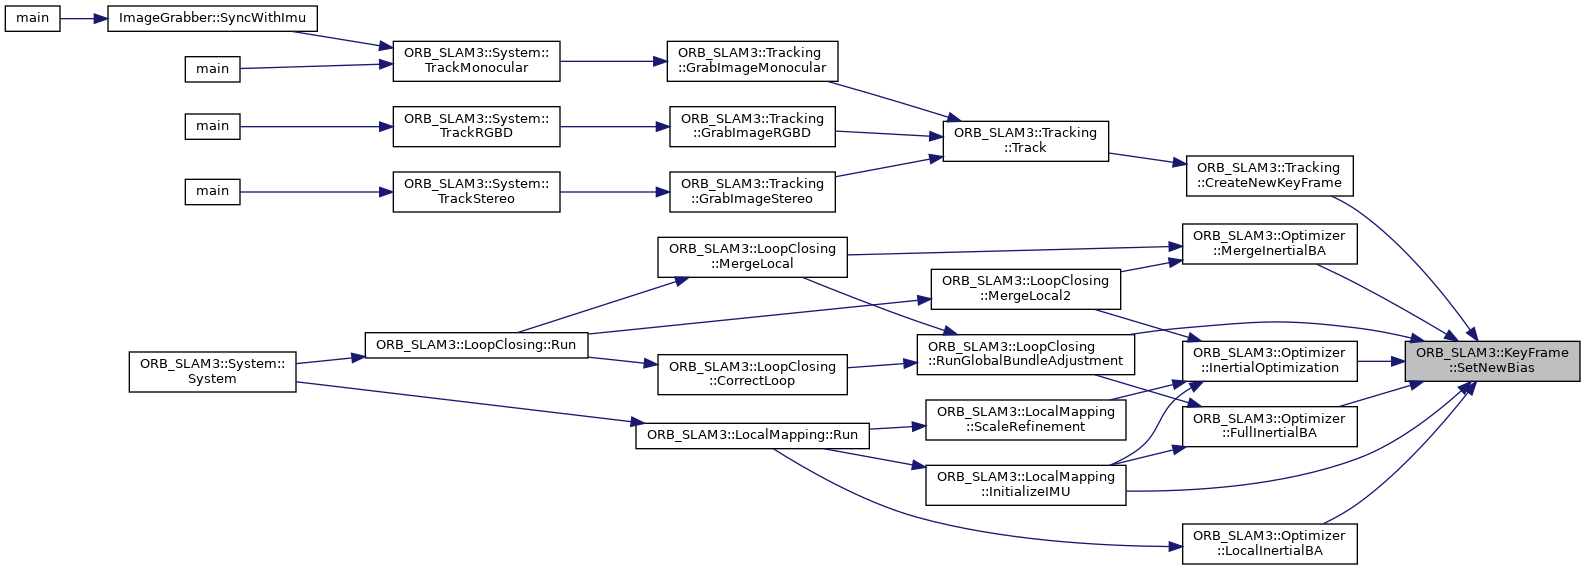 main
ImageGrabber::SyncWithImu
main
ORB_SLAM3::System::
TrackMonocular
ORB_SLAM3::Tracking
::GrabImageMonocular
main
ORB_SLAM3::System::
TrackRGBD
ORB_SLAM3::Tracking
::GrabImageRGBD
ORB_SLAM3::Tracking
::Track
main
ORB_SLAM3::System::
TrackStereo
ORB_SLAM3::Tracking
::GrabImageStereo
ORB_SLAM3::Tracking
::CreateNewKeyFrame
ORB_SLAM3::LoopClosing
::MergeLocal
ORB_SLAM3::Optimizer
::MergeInertialBA
ORB_SLAM3::LoopClosing
::MergeLocal2
ORB_SLAM3::LoopClosing::Run
ORB_SLAM3::LoopClosing
::RunGlobalBundleAdjustment
ORB_SLAM3::Optimizer
::InertialOptimization
ORB_SLAM3::KeyFrame
::SetNewBias
ORB_SLAM3::System::
System
ORB_SLAM3::LoopClosing
::CorrectLoop
ORB_SLAM3::LocalMapping
::ScaleRefinement
ORB_SLAM3::Optimizer
::FullInertialBA
ORB_SLAM3::LocalMapping::Run
ORB_SLAM3::LocalMapping
::InitializeIMU
ORB_SLAM3::Optimizer
::LocalInertialBA